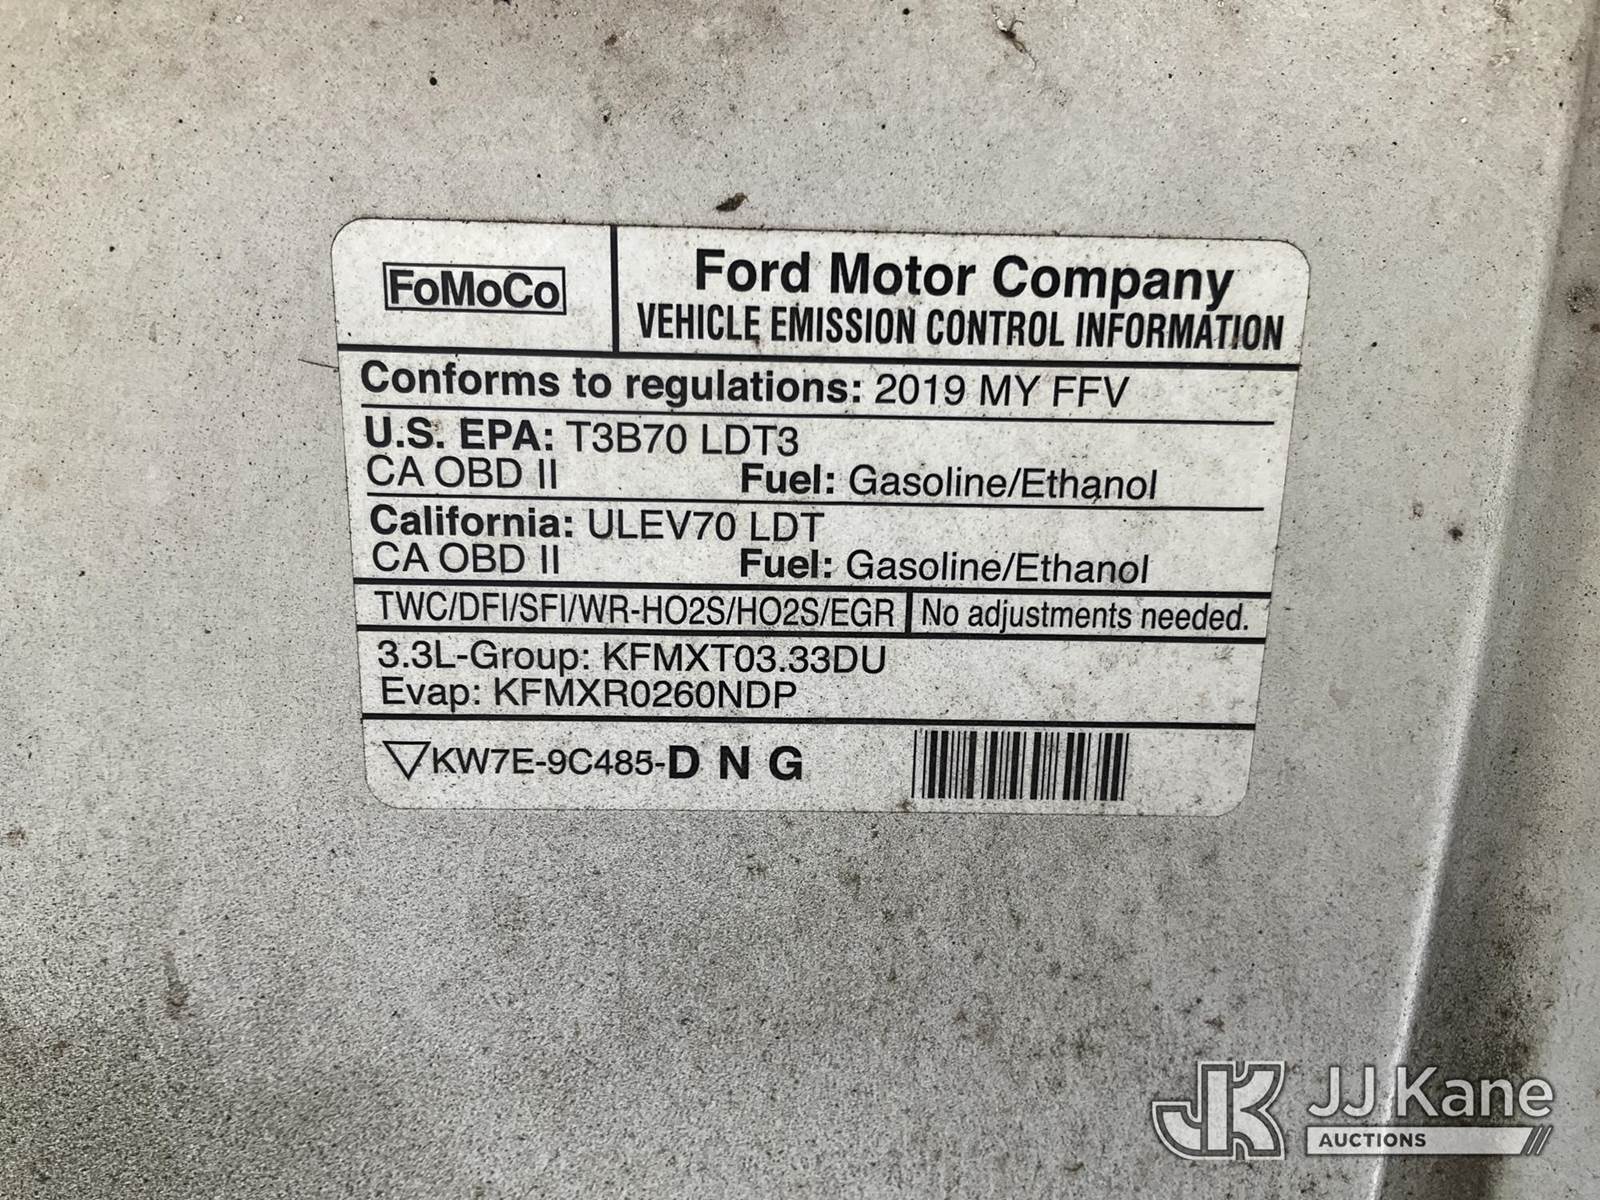 FoMoCo
Ford Motor Company
VEHICLE EMISSION CONTROL INFORMATION
Conforms to regulations: 2019 MY FFV
U.S. EPA: T3B70 LDT3
CA OBD II Fuel: Gasoline/Ethanol
California: ULEV70 LDT
CA OBD II Fuel: Gasoline/Ethanol
TWC/DFI/SFI/WR-HO2S/HO2S/EGR No adjustments needed.
3.3L-Group: KFMXT03.33DU
Evap: KFMXR0260NDP
KW7E-9C485-D N G
JK JJ Kane
AUCTIONS